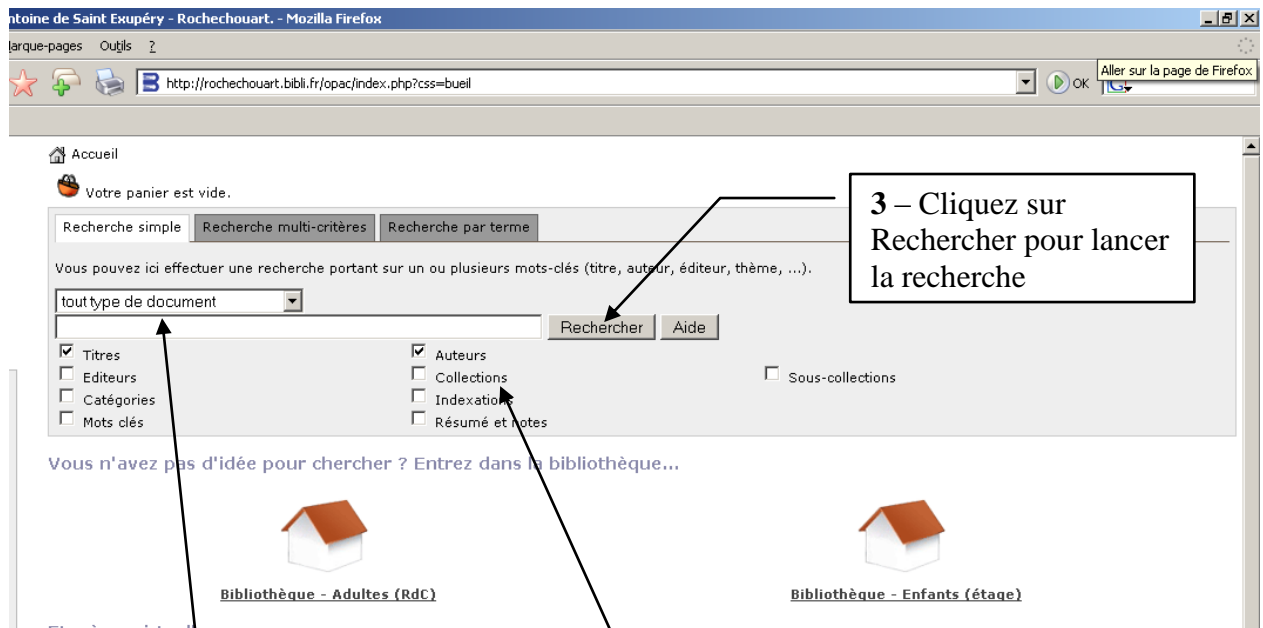 ntoine de Saint Exupéry - Rochechouart. - Mozilla Firefox
arque-pages Outils ?
http://rochechouart.bibli.fr/opac/index.php?css=bueil OK
Aller sur la page de Firefox
Accueil
Votre panier est vide.
3 – Cliquez sur
Rechercher pour lancer
la recherche
Recherche simple Recherche multi-critères Recherche par terme
Vous pouvez ici effectuer une recherche portant sur un ou plusieurs mots-clés (titre, auteur, éditeur, thème, ...).
tout type de document
Rechercher Aide
Titres Auteurs
Editeurs Collections Sous-collections
Catégories Indexations
Mots clés Résumé et notes
Vous n'avez pas d'idée pour chercher ? Entrez dans la bibliothèque...
Bibliothèque - Adultes (RdC) Bibliothèque - Enfants (étage)